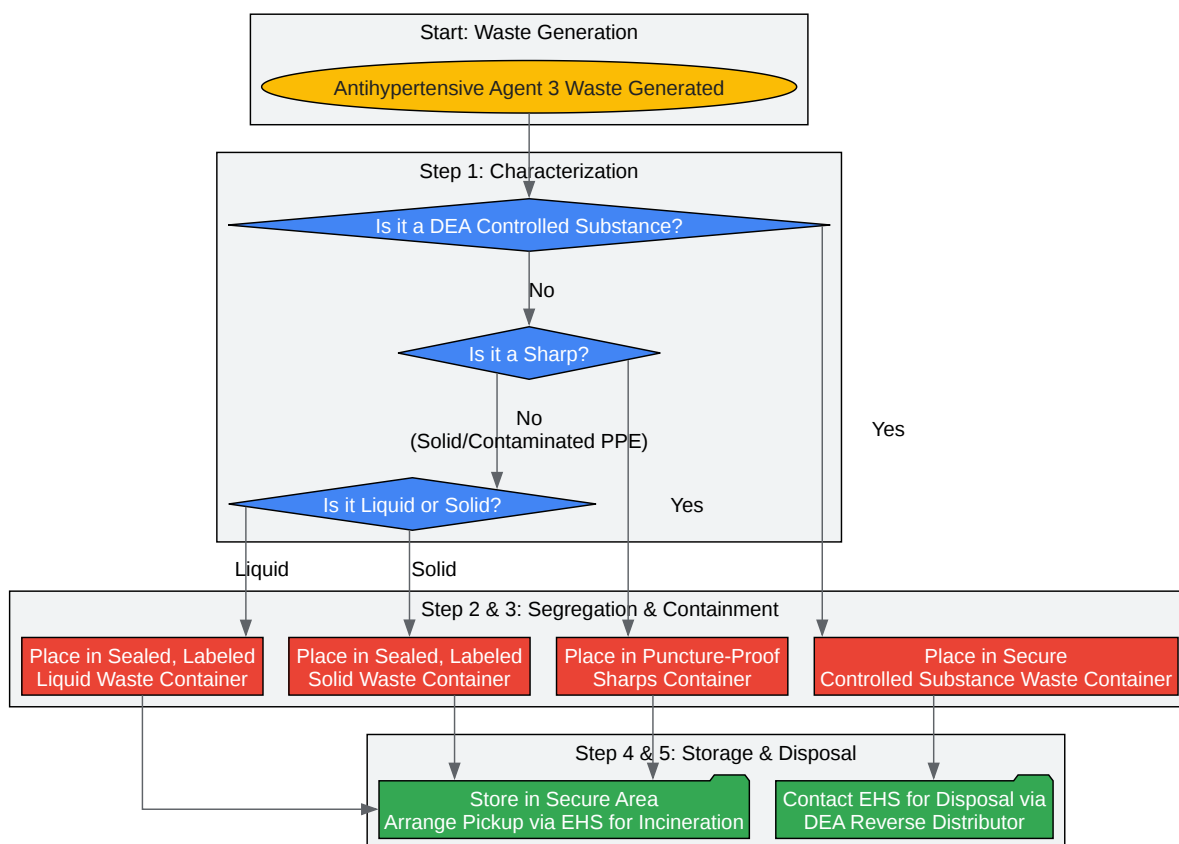 Start: Waste Generation
Antihypertensive Agent 3 Waste Generated
Step 1: Characterization
Is it a DEA Controlled Substance?
No
Is it a Sharp?
No
(Solid/Contaminated PPE)
Yes
Is it Liquid or Solid?
Yes
Liquid
Solid
Step 2 & 3: Segregation & Containment
Place in Sealed, Labeled
Liquid Waste Container
Place in Sealed, Labeled
Solid Waste Container
Place in Puncture-Proof
Sharps Container
Place in Secure
Controlled Substance Waste Container
Step 4 & 5: Storage & Disposal
Store in Secure Area
Arrange Pickup via EHS for Incineration
Contact EHS for Disposal via
DEA Reverse Distributor